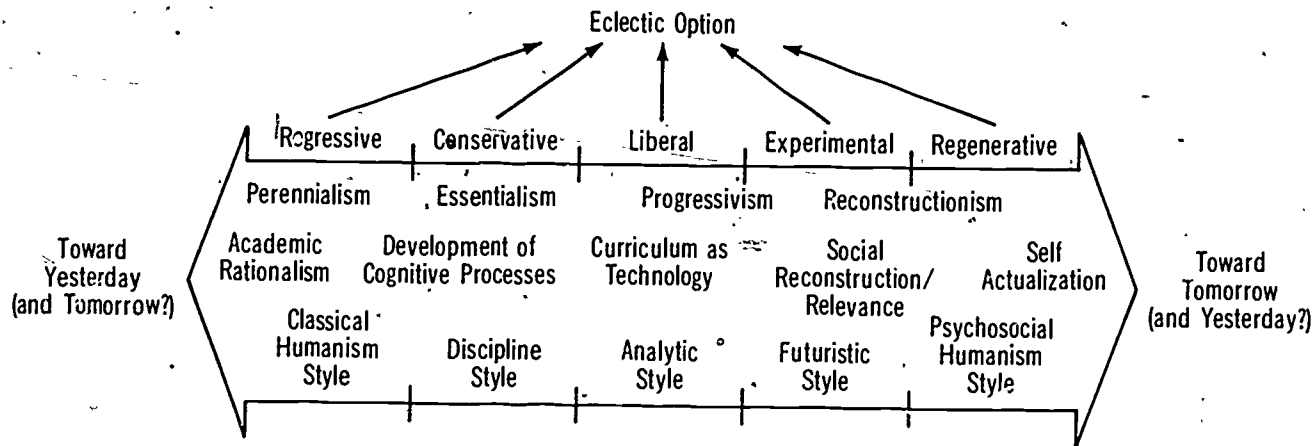 Eclectic Option
Regressive Conservative Liberal Experimental Regenerative
Perennialism Essentialism Progressivism Reconstructionism
Toward
Yesterday
(and Tomorrow?)
Academic
Rationalism
Development of
Cognitive Processes
Curriculum as
Technology
Social
Reconstruction/
Relevance
Self
Actualization
Toward
Tomorrow
(and Yesterday?)
Classical
Humanism
Style
Discipline
Style
Analytic
Style
Futuristic
Style
Psychosocial
Humanism
Style